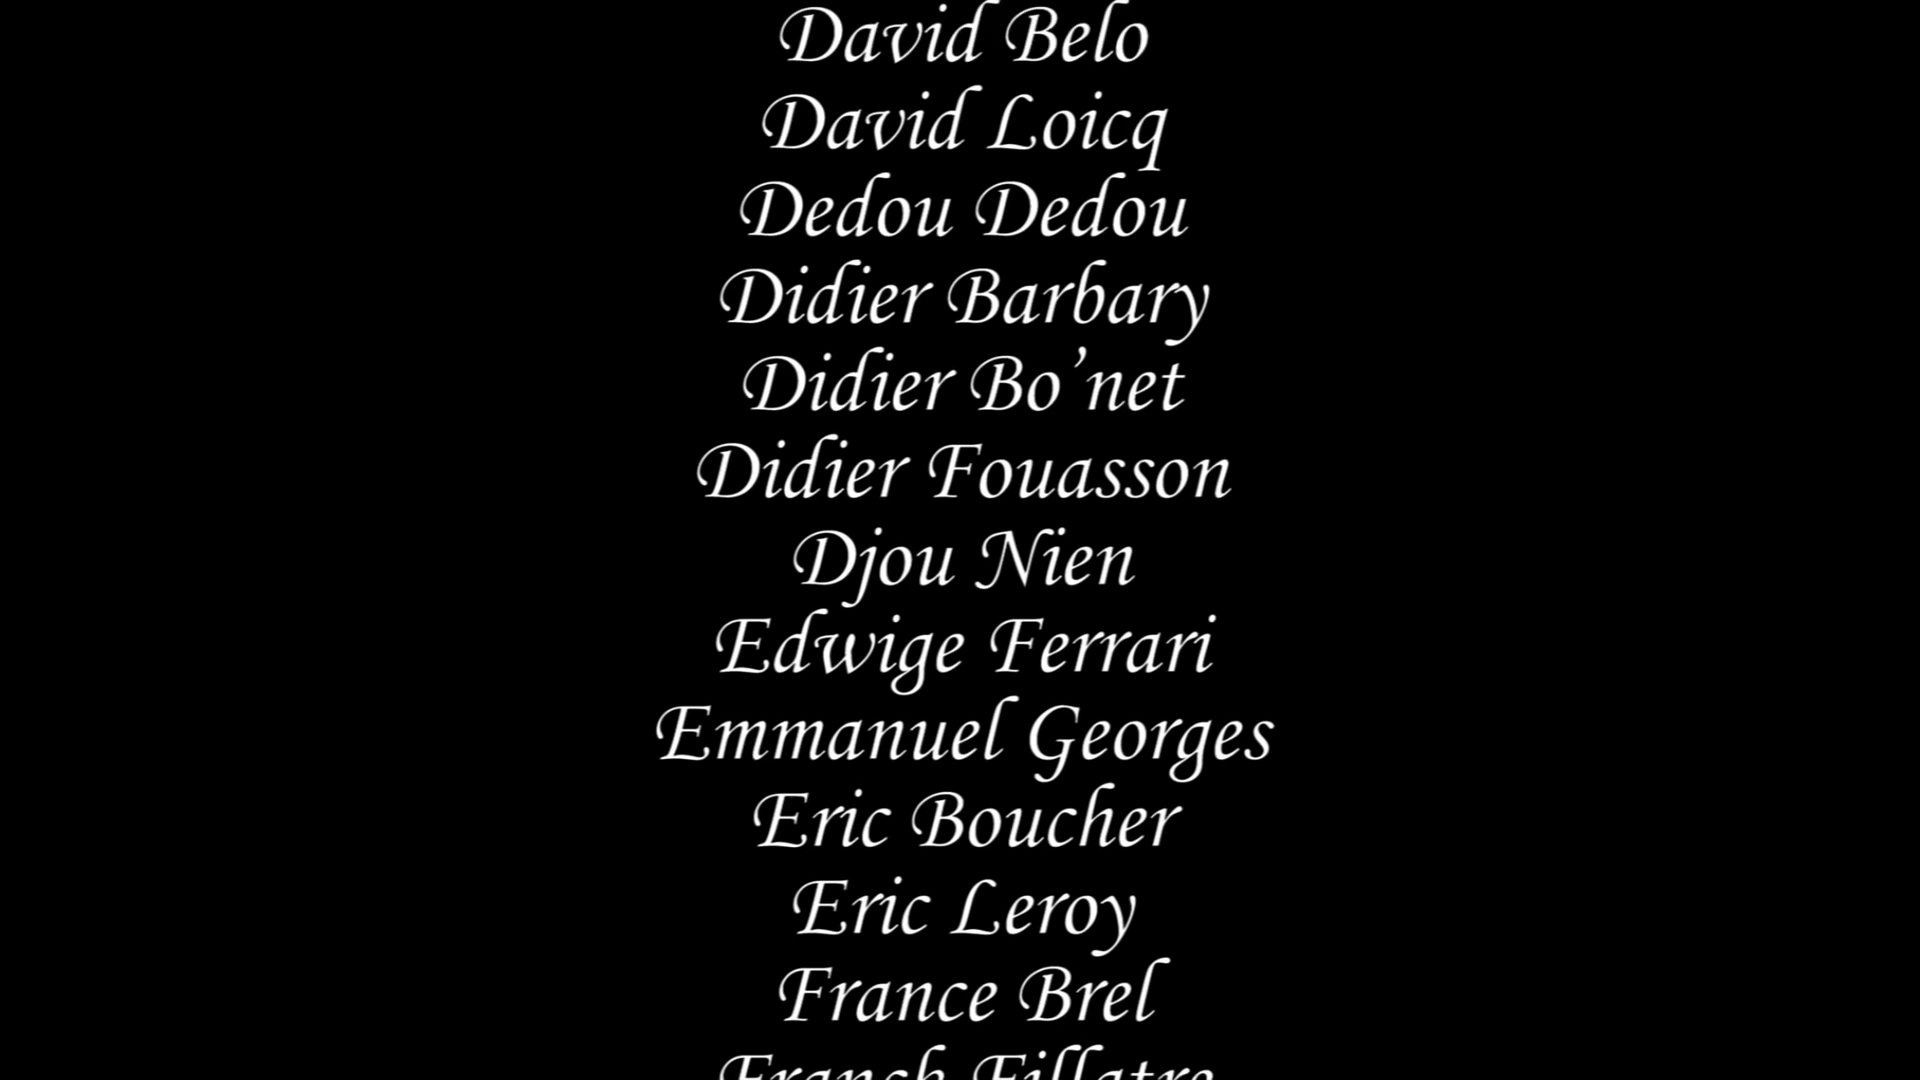 David Belo
David Loicq
Dedou Dedou
Didier Barbary
Didier Bo’net
Didier Fouasson
Djou Nien
Edwige Ferrari
Emmanuel Georges
Eric Boucher
Eric Leroy
France Brel
Franck Fillatre